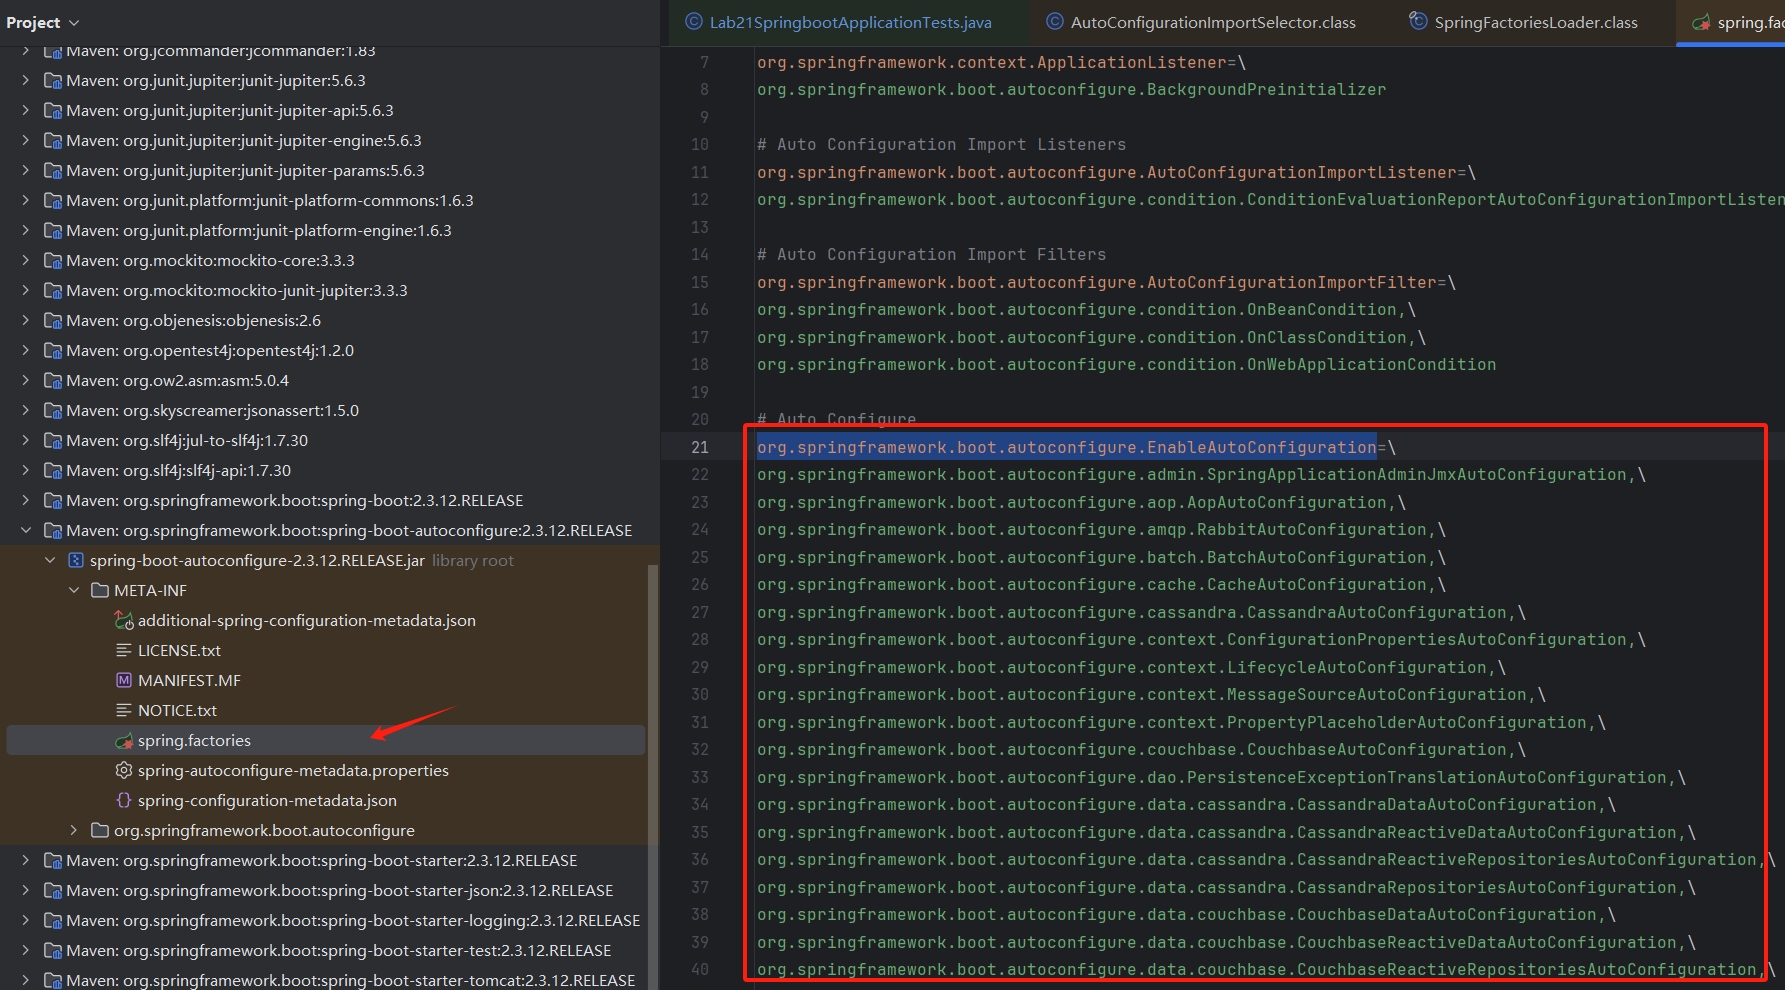 Project
Maven: org.jcommander:jcommander:1.83
Maven: org.junit.jupiter:junit-jupiter:5.6.3
Maven: org.junit.jupiter:junit-jupiter-api:5.6.3
Maven: org.junit.jupiter:junit-jupiter-engine:5.6.3
Maven: org.junit.jupiter:junit-jupiter-params:5.6.3
Maven: org.junit.platform:junit-platform-commons:1.6.3
Maven: org.junit.platform:junit-platform-engine:1.6.3
Maven: org.mockito:mockito-core:3.3.3
Maven: org.mockito:mockito-junit-jupiter:3.3.3
Maven: org.objenesis:objenesis:2.6
Maven: org.opentest4j:opentest4j:1.2.0
Maven: org.ow2.asm:asm:5.0.4
Maven: org.skyscreamer:jsonassert:1.5.0
Maven: org.slf4j:jul-to-slf4j:1.7.30
Maven: org.slf4j:slf4j-api:1.7.30
Maven: org.springframework.boot:spring-boot:2.3.12.RELEASE
Maven: org.springframework.boot:spring-boot-autoconfigure:2.3.12.RELEASE
spring-boot-autoconfigure-2.3.12.RELEASE.jar library root
META-INF
additional-spring-configuration-metadata.json
LICENSE.txt
MANIFEST.MF
NOTICE.txt
spring.factories
spring-autoconfigure-metadata.properties
spring-configuration-metadata.json
org.springframework.boot.autoconfigure
Maven: org.springframework.boot:spring-boot-starter:2.3.12.RELEASE
Maven: org.springframework.boot:spring-boot-starter-json:2.3.12.RELEASE
Maven: org.springframework.boot:spring-boot-starter-logging:2.3.12.RELEASE
Maven: org.springframework.boot:spring-boot-starter-test:2.3.12.RELEASE
Maven: org.springframework.boot:spring-boot-starter-tomcat:2.3.12.RELEASE
Lab21SpringbootApplicationTests.java AutoConfigurationImportSelector.class SpringFactoriesLoader.class spring.fac
7 org.springframework.context.ApplicationListener=\
8 org.springframework.boot.autoconfigure.BackgroundPreinitializer
9
10 # Auto Configuration Import Listeners
11 org.springframework.boot.autoconfigure.AutoConfigurationImportListener=\
12 org.springframework.boot.autoconfigure.condition.ConditionEvaluationReportAutoConfigurationImportListen
13
14 # Auto Configuration Import Filters
15 org.springframework.boot.autoconfigure.AutoConfigurationImportFilter=\
16 org.springframework.boot.autoconfigure.condition.OnBeanCondition,\
17 org.springframework.boot.autoconfigure.condition.OnClassCondition,\
18 org.springframework.boot.autoconfigure.condition.OnWebApplicationCondition
19
20 # Auto Configure
21 org.springframework.boot.autoconfigure.EnableAutoConfiguration=\
22 org.springframework.boot.autoconfigure.admin.SpringApplicationAdminJmxAutoConfiguration,\
23 org.springframework.boot.autoconfigure.aop.AopAutoConfiguration,\
24 org.springframework.boot.autoconfigure.amqp.RabbitAutoConfiguration,\
25 org.springframework.boot.autoconfigure.batch.BatchAutoConfiguration,\
26 org.springframework.boot.autoconfigure.cache.CacheAutoConfiguration,\
27 org.springframework.boot.autoconfigure.cassandra.CassandraAutoConfiguration,\
28 org.springframework.boot.autoconfigure.context.ConfigurationPropertiesAutoConfiguration,\
29 org.springframework.boot.autoconfigure.context.LifecycleAutoConfiguration,\
30 org.springframework.boot.autoconfigure.context.MessageSourceAutoConfiguration,\
31 org.springframework.boot.autoconfigure.context.PropertyPlaceholderAutoConfiguration,\
32 org.springframework.boot.autoconfigure.couchbase.CouchbaseAutoConfiguration,\
33 org.springframework.boot.autoconfigure.dao.PersistenceExceptionTranslationAutoConfiguration,\
34 org.springframework.boot.autoconfigure.data.cassandra.CassandraDataAutoConfiguration,\
35 org.springframework.boot.autoconfigure.data.cassandra.CassandraReactiveDataAutoConfiguration,\
36 org.springframework.boot.autoconfigure.data.cassandra.CassandraReactiveRepositoriesAutoConfiguration,\
37 org.springframework.boot.autoconfigure.data.cassandra.CassandraRepositoriesAutoConfiguration,\
38 org.springframework.boot.autoconfigure.data.couchbase.CouchbaseDataAutoConfiguration,\
39 org.springframework.boot.autoconfigure.data.couchbase.CouchbaseReactiveDataAutoConfiguration,\
40 org.springframework.boot.autoconfigure.data.couchbase.CouchbaseReactiveRepositoriesAutoConfiguration,\